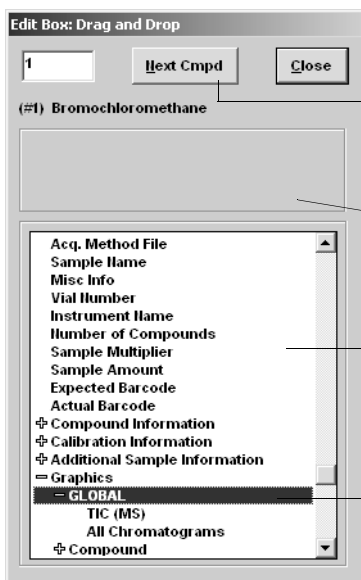 Edit Box: Drag and Drop
1
Next Cmpd
Close
(#1) Bromochloromethane
Acq. Method File
Sample Name
Misc Info
Vial Number
Instrument Name
Number of Compounds
Sample Multiplier
Sample Amount
Expected Barcode
Actual Barcode
Compound Information
Calibration Information
Additional Sample Information
Graphics
GLOBAL
TIC (MS)
All Chromatograms
Compound